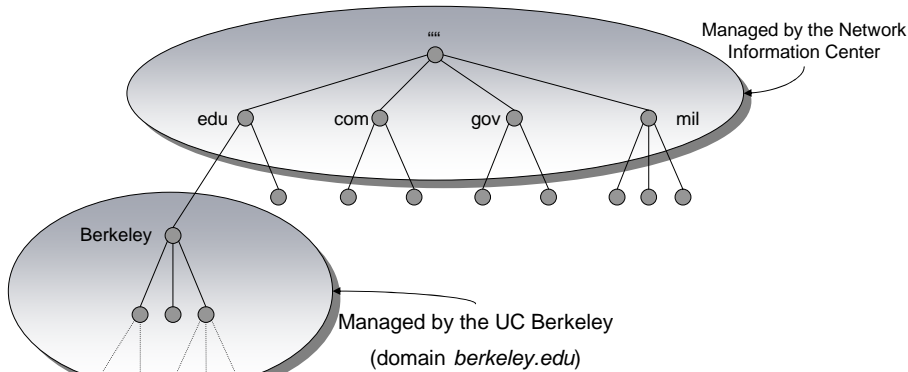 Managed by the Network
Information Center
““
edu
com
gov
mil
Berkeley
Managed by the UC Berkeley
(domain berkeley.edu)